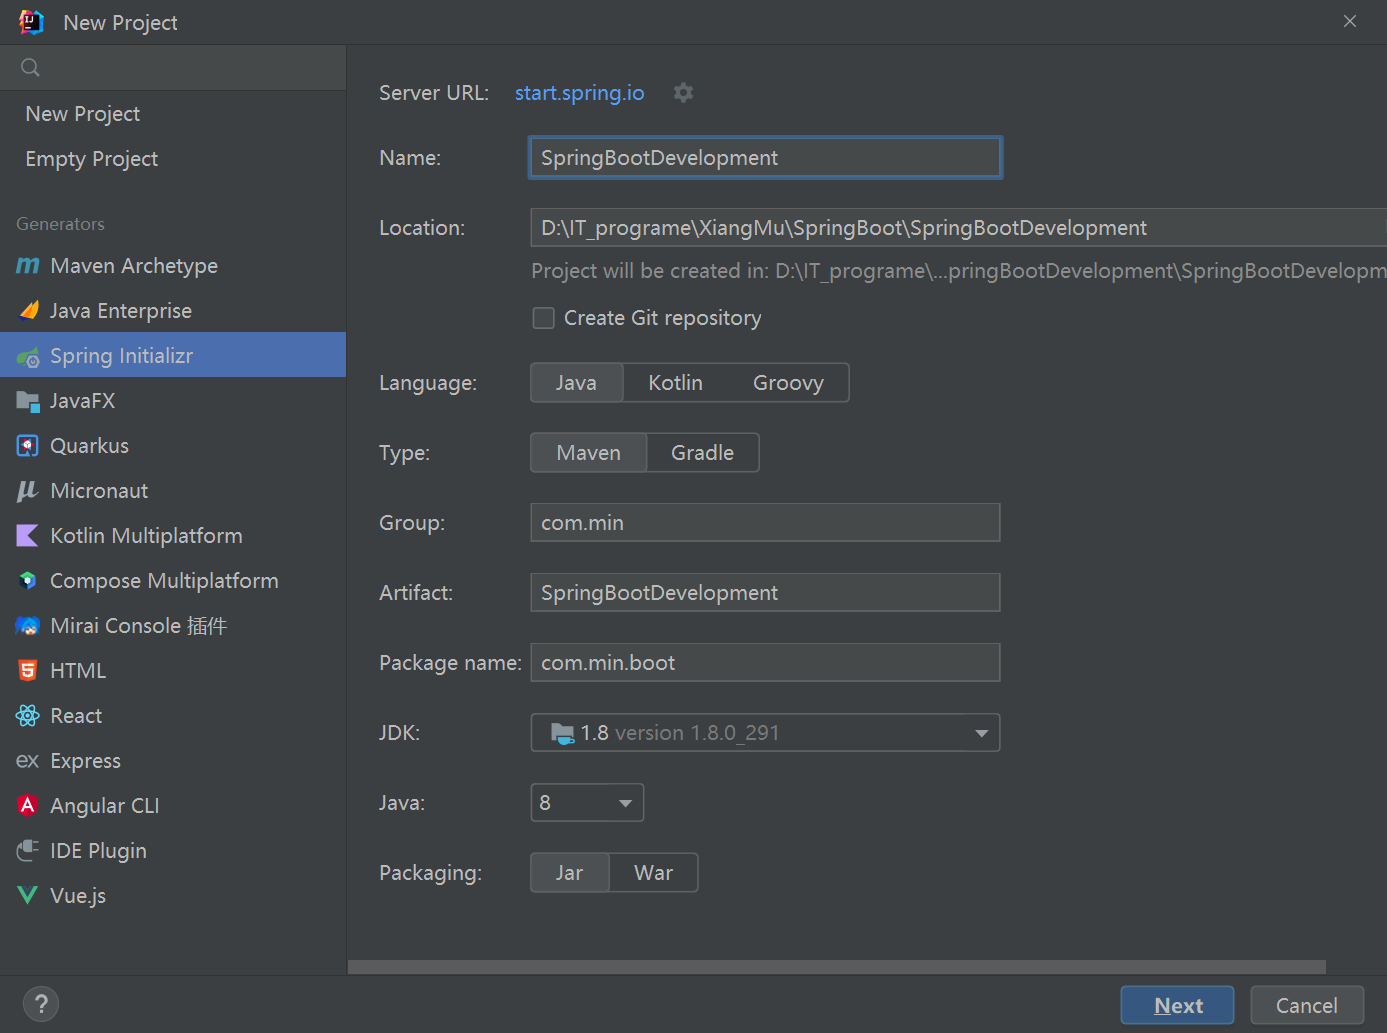 New Project
New Project
Empty Project
Generators
Maven Archetype
Java Enterprise
Spring Initializr
JavaFX
Quarkus
Micronaut
Kotlin Multiplatform
Compose Multiplatform
Mirai Console 插件
HTML
React
ex Express
Angular CLI
IDE Plugin
Vue.js
Server URL: start.spring.io
Name: SpringBootDevelopment
Location: D:\IT_programe\XiangMu\SpringBoot\SpringBootDevelopment
Project will be created in: D:\IT_programe\...pringBootDevelopment\SpringBootDevelopm
Create Git repository
Language: Java Kotlin Groovy
Type: Maven Gradle
Group: com.min
Artifact: SpringBootDevelopment
Package name: com.min.boot
JDK: 1.8 version 1.8.0_291
Java: 8
Packaging: Jar War
? Next Cancel